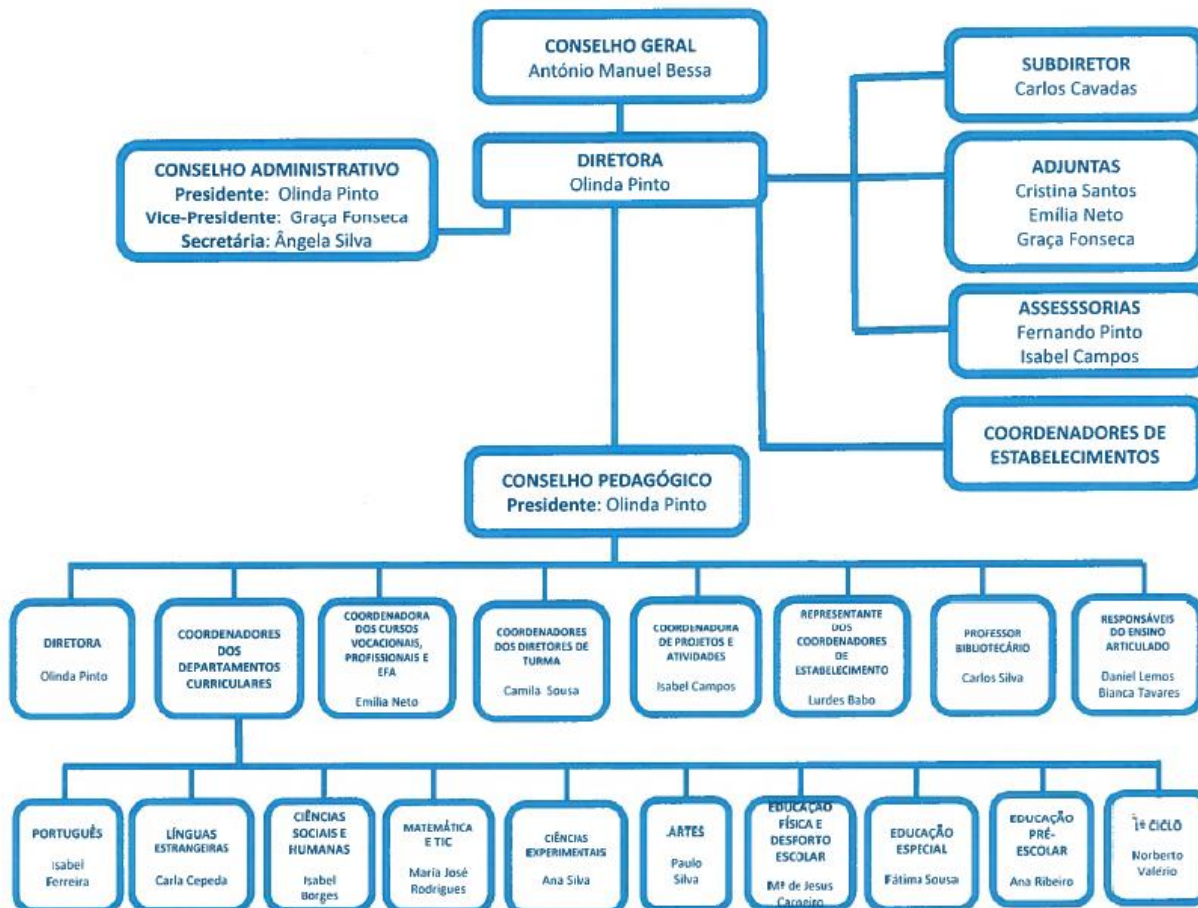 CONSELHO GERAL
António Manuel Bessa
SUBDIRETOR
Carlos Cavadas
DIRETORA
Olinda Pinto
CONSELHO ADMINISTRATIVO
Presidente: Olinda Pinto
Vice-Presidente: Graça Fonseca
Secretária: Ângela Silva
ADJUNTAS
Cristina Santos
Emília Neto
Graça Fonseca
ASSESSSORIAS
Fernando Pinto
Isabel Campos
COORDENADORES DE
ESTABELECIMENTOS
CONSELHO PEDAGÓGICO
Presidente: Olinda Pinto
DIRETORA
Olinda Pinto
COORDENADORES
DOS
DEPARTAMENTOS
CURRICULARES
COORDENADORA
DOS CURSOS
VOCACIONAIS,
PROFISSIONAIS E
EFA
Emília Neto
COORDENADORES
DOS DIRETORES DE
TURMA
Camila Sousa
COORDENADORA
DE PROJETOS E
ATIVIDADES
Isabel Campos
REPRESENTANTE
DOS
COORDENADORES
DE
ESTABELECIMENTO
Lurdes Babo
PROFESSOR
BIBLIOTECÁRIO
Carlos Silva
RESPONSÁVEIS
DO ENSINO
ARTICULADO
Daniel Lemos
Bianca Tavares
PORTUGUÊS
Isabel
Ferreira
LÍNGUAS
ESTRANGEIRAS
Carla Cepeda
CIÊNCIAS
SOCIAIS E
HUMANAS
Isabel
Borges
MATEMÁTICA
E TIC
Maria José
Rodrigues
CIÊNCIAS
EXPERIMENTAIS
Ana Silva
ARTES
Paulo
Silva
EDUCAÇÃO
FÍSICA E
DESPORTO
ESCOLAR
Mª de Jesus
Carneiro
EDUCAÇÃO
ESPECIAL
Fátima Sousa
EDUCAÇÃO
PRÉ-
ESCOLAR
Ana Ribeiro
1º CICLO
Norberto
Valério